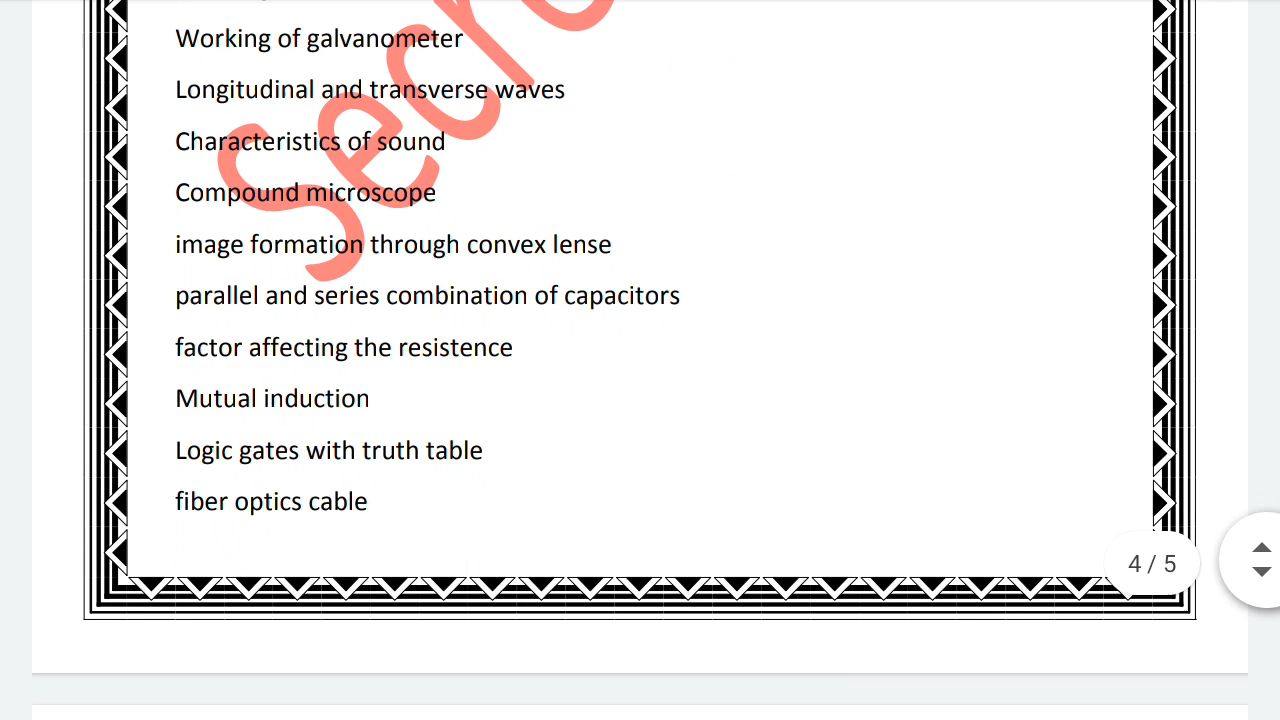 Working of galvanometer
Longitudinal and transverse waves
Characteristics of sound
Compound microscope
image formation through convex lense
parallel and series combination of capacitors
factor affecting the resistence
Mutual induction
Logic gates with truth table
fiber optics cable
4 / 5